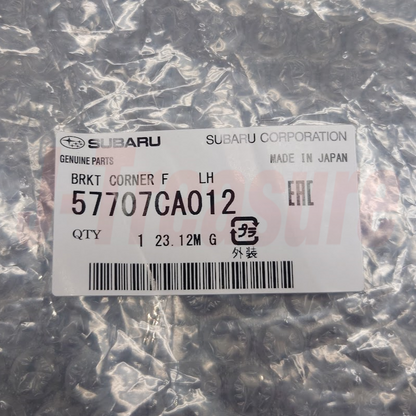 SUBARU SUBARU CORPORATION
GENUINE PARTS MADE IN JAPAN
BRKT CORNER F LH
57707CA012 EAC
QTY 1 23.12M G プラ
外装